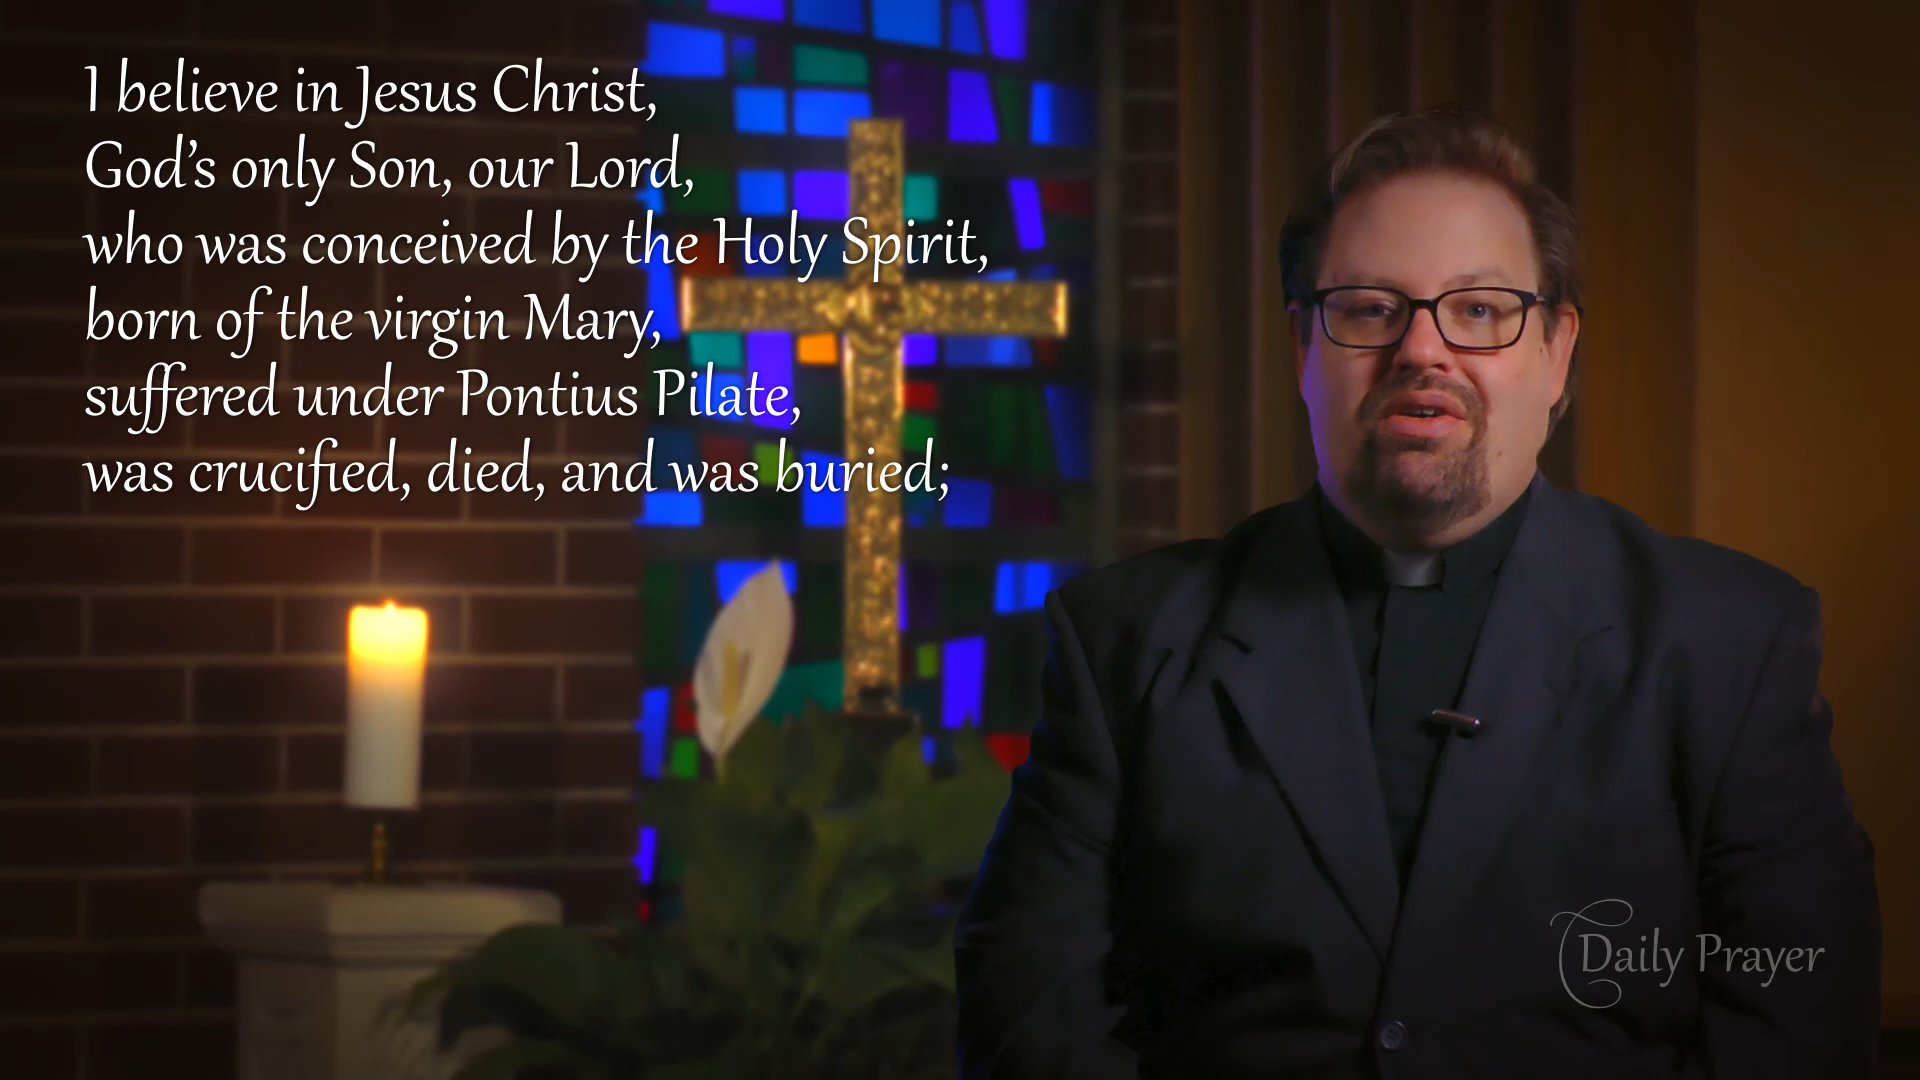 I believe in Jesus Christ,
God’s only Son, our Lord,
who was conceived by the Holy Spirit,
born of the virgin Mary,
suffered under Pontius Pilate,
was crucified, died, and was buried;
Daily Prayer